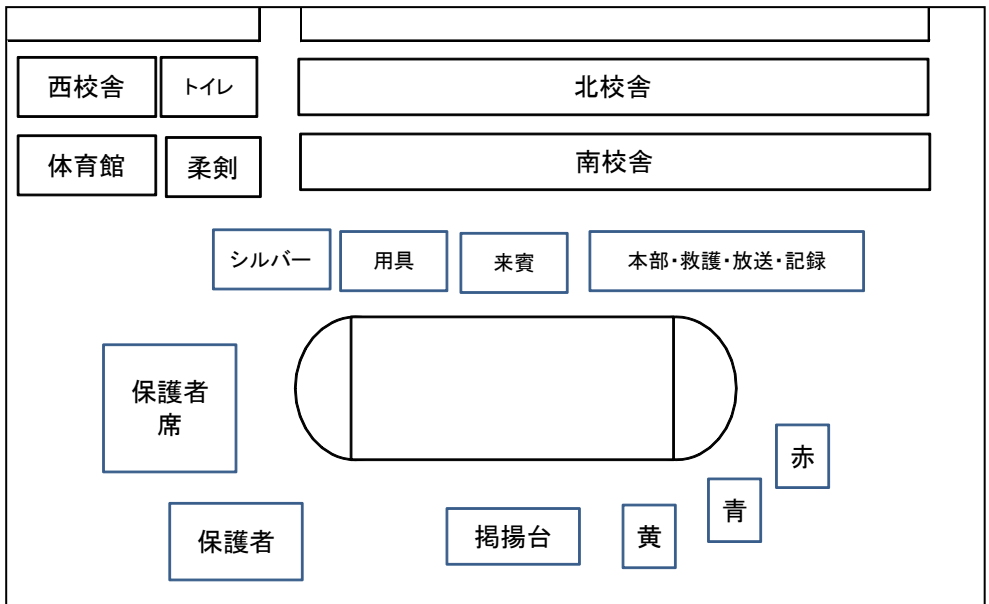 西校舎
トイレ
北校舎
体育館
柔剣
南校舎
シルバー
用具
来賓
本部・救護・放送・記録
保護者
席
赤
青
保護者
掲揚台
黄